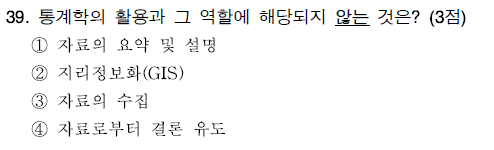 39. 통계학의 활용과 그 역할에 해당되지 않는 것은? (3점)
① 자료의 요약 및 설명
② 지리정보화(GIS)
③ 자료의 수집
④ 자료로부터 결론 유도